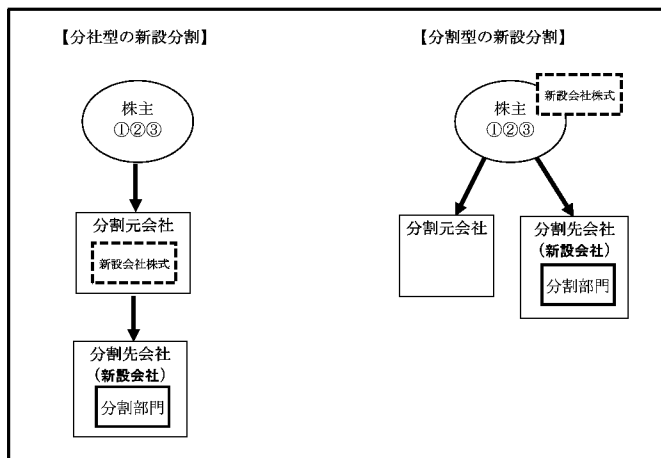 【分社型の新設分割】
株主
①②③
分割元会社
新設会社株式
分割先会社
(新設会社)
分割部門
【分割型の新設分割】
新設会社株式
株主
①②③
分割元会社
分割先会社
(新設会社)
分割部門